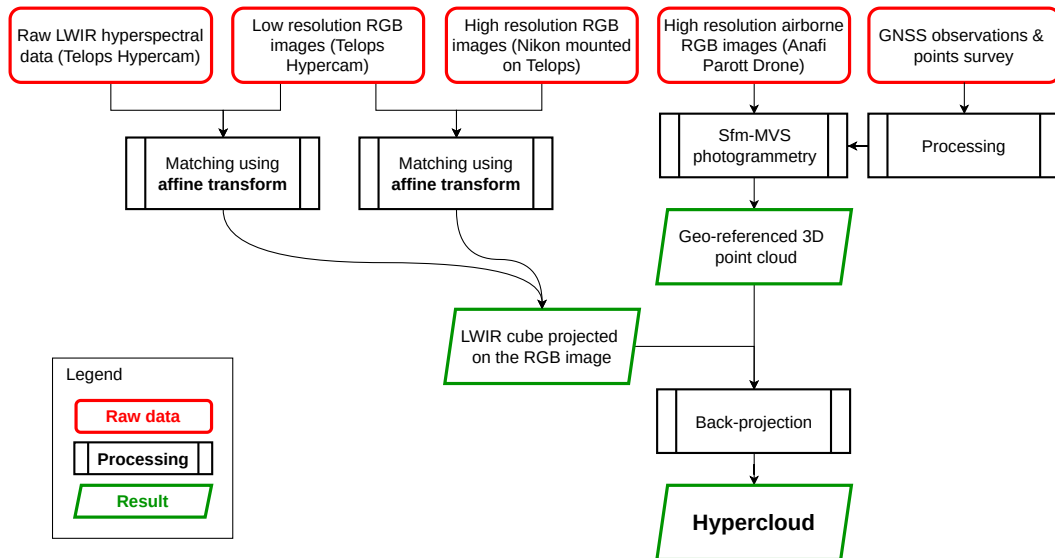 Raw LWIR hyperspectral
data (Telops Hypercam)
Low resolution RGB
images (Telops
Hypercam)
High resolution RGB
images (Nikon mounted
on Telops)
High resolution airborne
RGB images (Anafi
Parott Drone)
GNSS observations &
points survey
Matching using
affine transform
Matching using
affine transform
Sfm-MVS
photogrammetry
Processing
Geo-referenced 3D
point cloud
LWIR cube projected
on the RGB image
Back-projection
Hypercloud
Legend
Raw data
Processing
Result